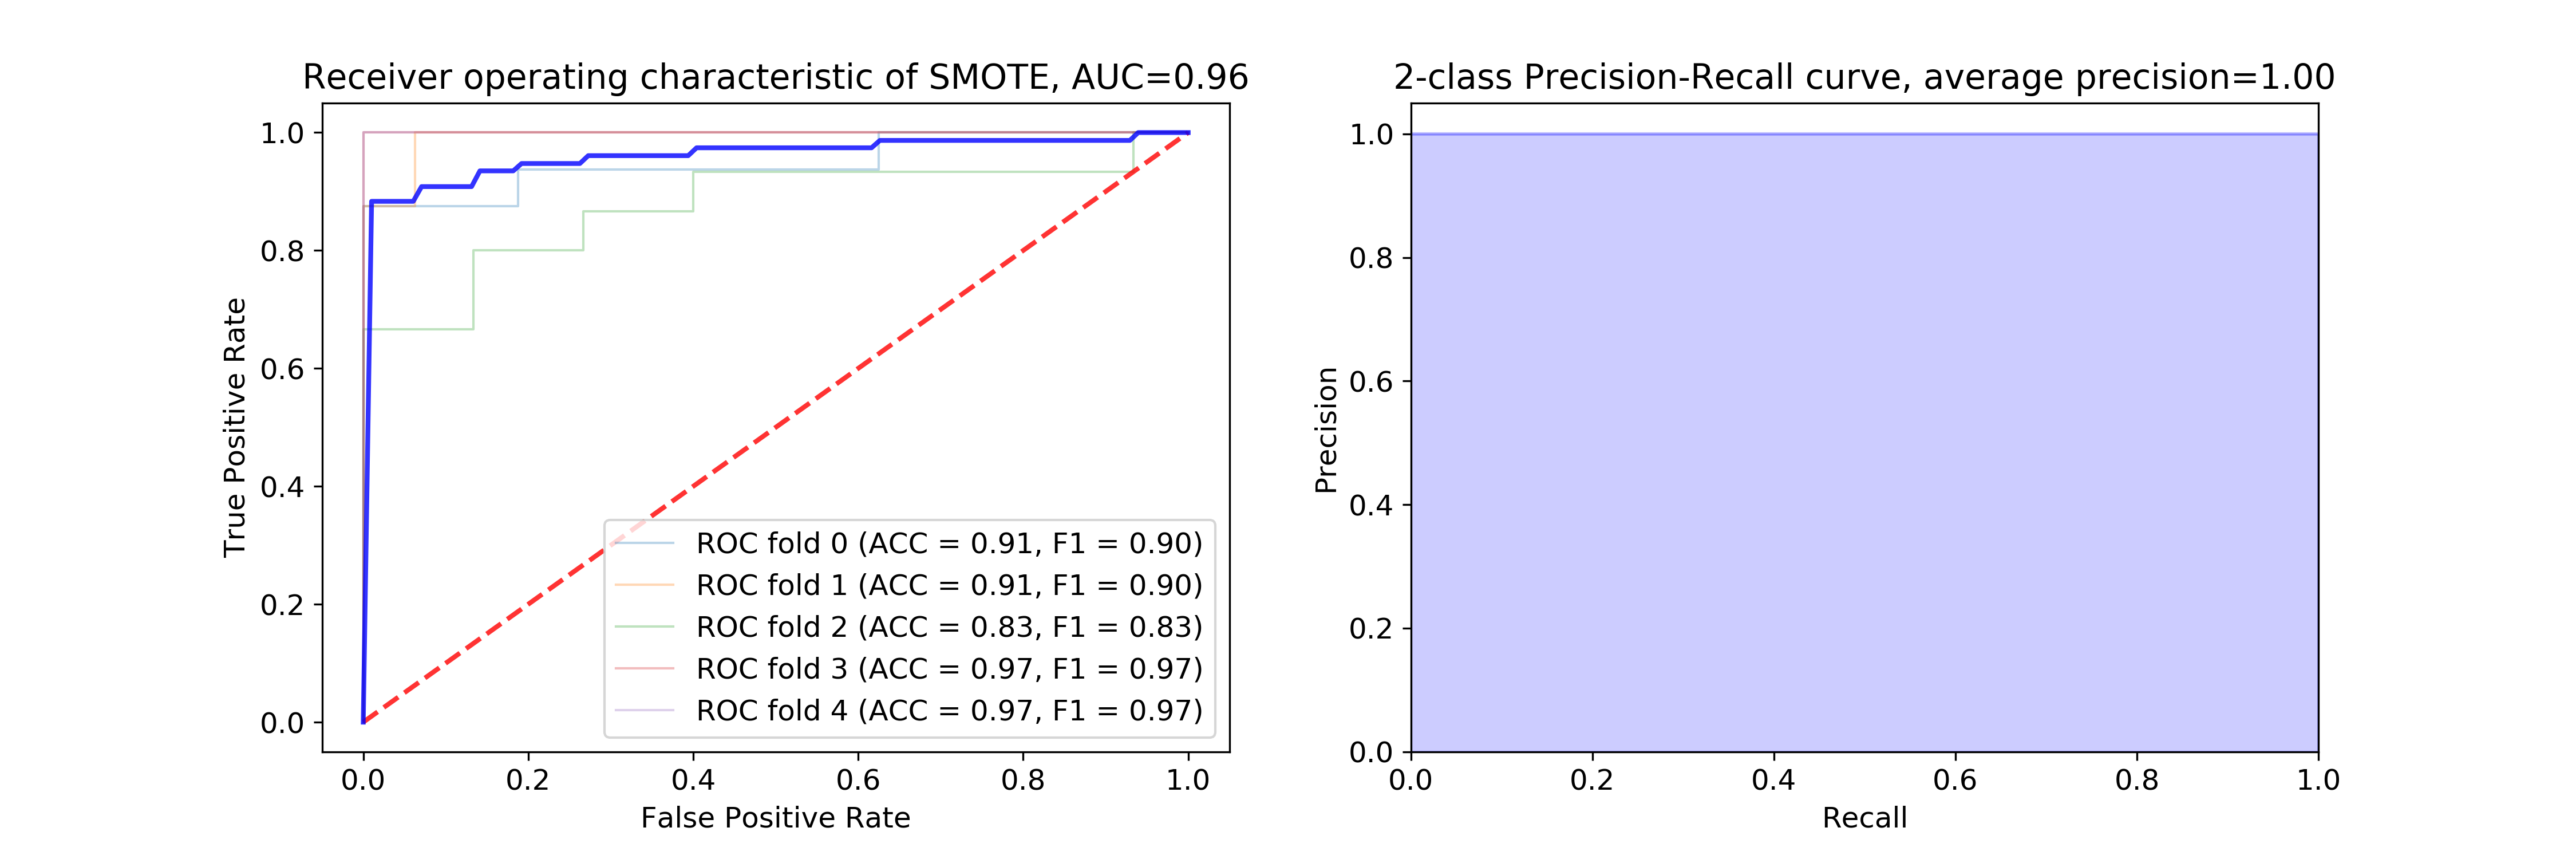 Receiver operating characteristic of SMOTE, AUC=0.96
True Positive Rate
1.0
0.8
0.6
0.4
0.2
0.0
ROC fold 0 (ACC = 0.91, F1 = 0.90)
ROC fold 1 (ACC = 0.91, F1 = 0.90)
ROC fold 2 (ACC = 0.83, F1 = 0.83)
ROC fold 3 (ACC = 0.97, F1 = 0.97)
ROC fold 4 (ACC = 0.97, F1 = 0.97)
0.0 0.2 0.4 0.6 0.8 1.0
False Positive Rate
2-class Precision-Recall curve, average precision=1.00
Precision
1.0
0.8
0.6
0.4
0.2
0.0
0.0 0.2 0.4 0.6 0.8 1.0
Recall